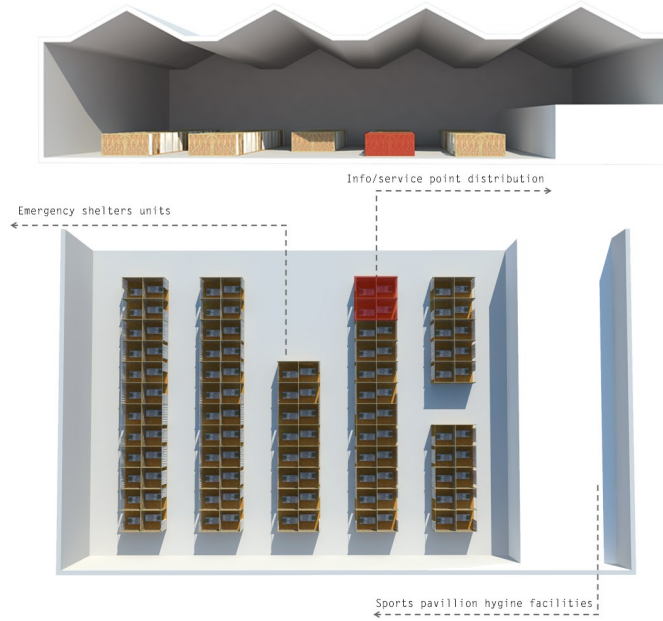 Info/service point distribution
Emergency shelters units
Sports pavillion hygine facilities